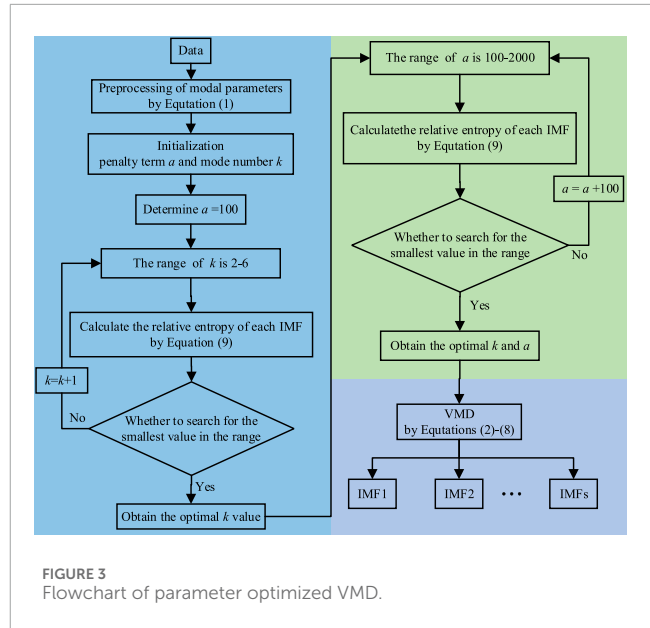 Data
Preprocessing of modal parameters
by Equtation (1)
Initialization
penalty term a and mode number k
Determine a =100
The range of k is 2-6
Calculate the relative entropy of each IMF
by Equation (9)
k=k+1
No
Whether to search for the
smallest value in the range
Yes
Obtain the optimal k value
The range of a is 100-2000
Calculatethe relative entropy of each IMF
by Equtation (9)
a = a +100
Whether to search for the
smallest value in the range
No
Yes
Obtain the optimal k and a
VMD
by Equtations (2)-(8)
IMF1
IMF2
•••
IMFs
FIGURE 3
Flowchart of parameter optimized VMD.